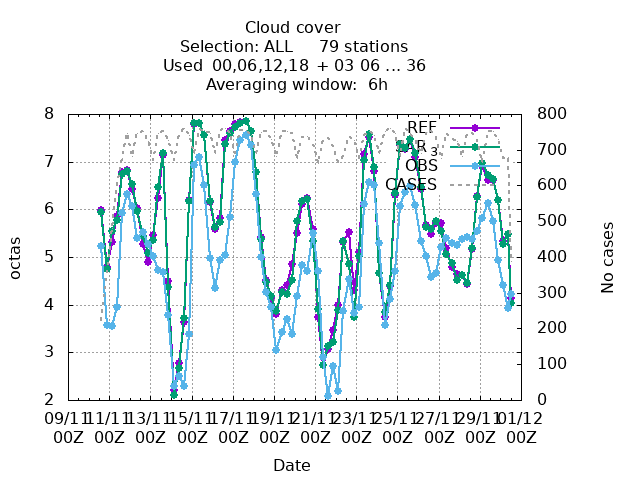 Cloud cover
Selection: ALL 79 stations
Used 00,06,12,18 + 03 06 ... 36
Averaging window: 6h
8
7
6
5
4
3
2
octas
800
700
600
500
400
300
200
100
0
No cases
REF
OBS
CASES
09/11 11/11 13/11 15/11 17/11 19/11 21/11 23/11 25/11 27/11 29/11 01/12
00Z 00Z 00Z 00Z 00Z 00Z 00Z 00Z 00Z 00Z 00Z 00Z
Date